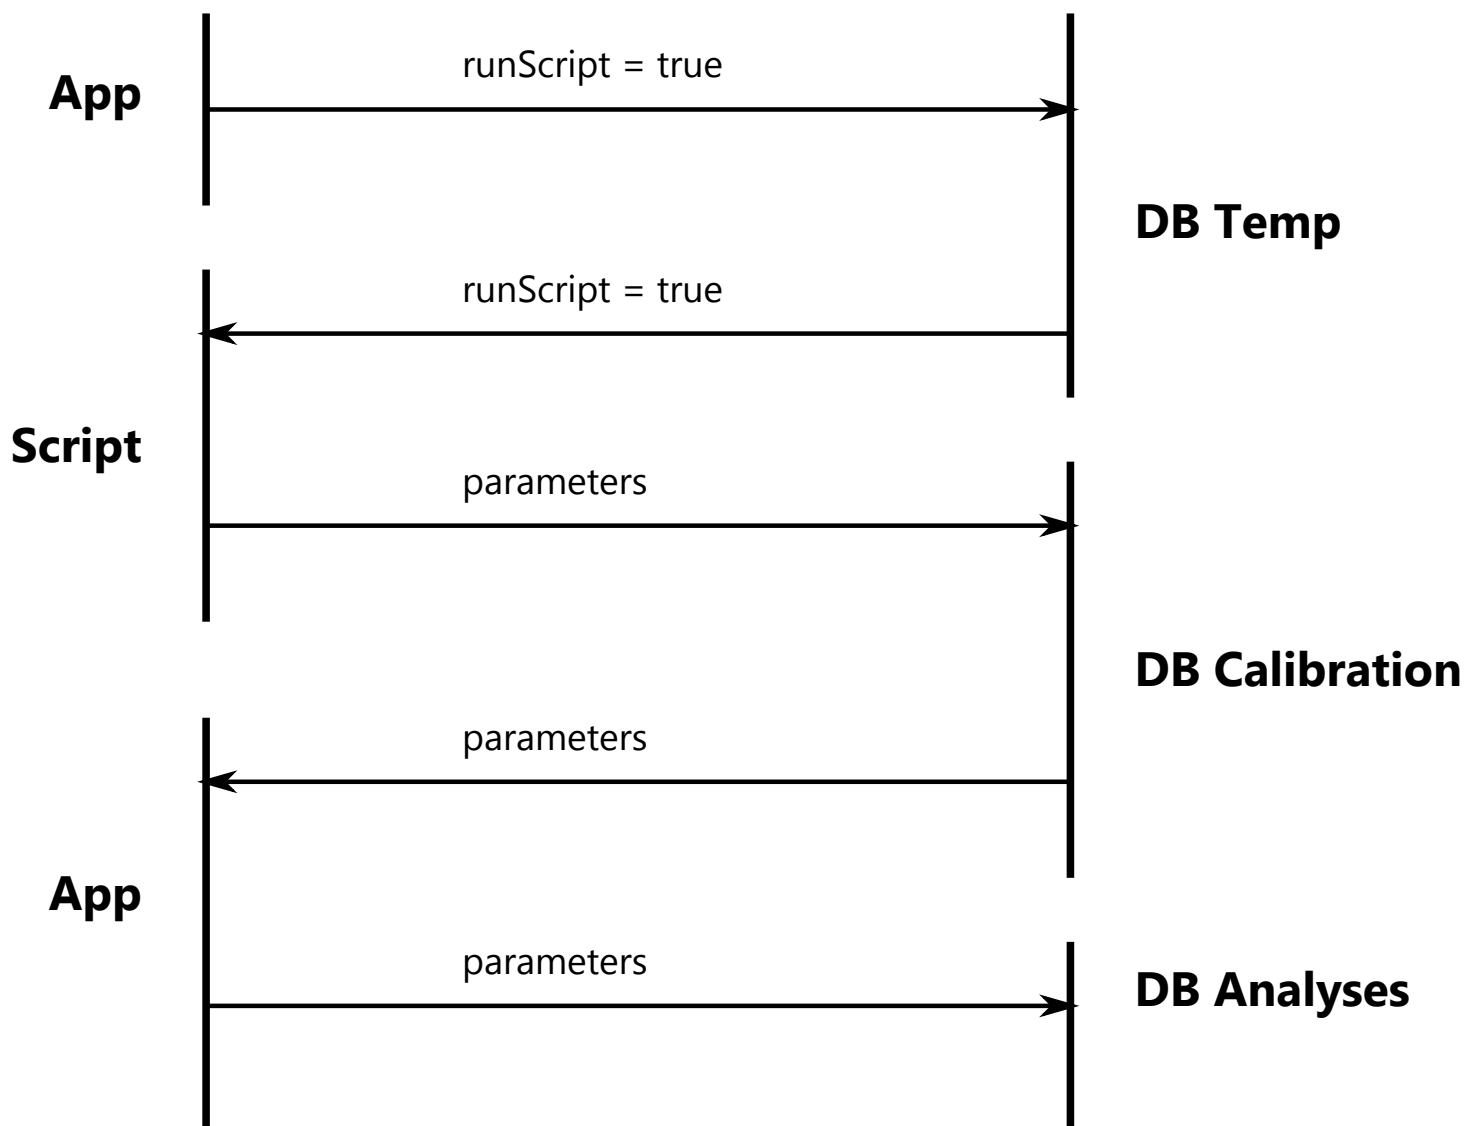 runScript = true
App
DB Temp
runScript = true
Script
parameters
DB Calibration
parameters
App
parameters
DB Analyses